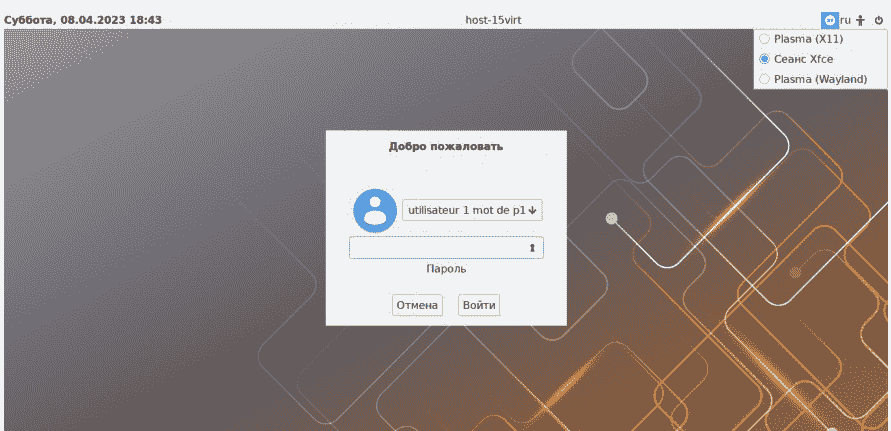 Суббота, 08.04.2023 18:43 host-15virt ru
Plasma (X11)
Сеанс Xfce
Plasma (Wayland)
Добро пожаловать
utilisateur 1 mot de p1
Пароль
Отмена Войти